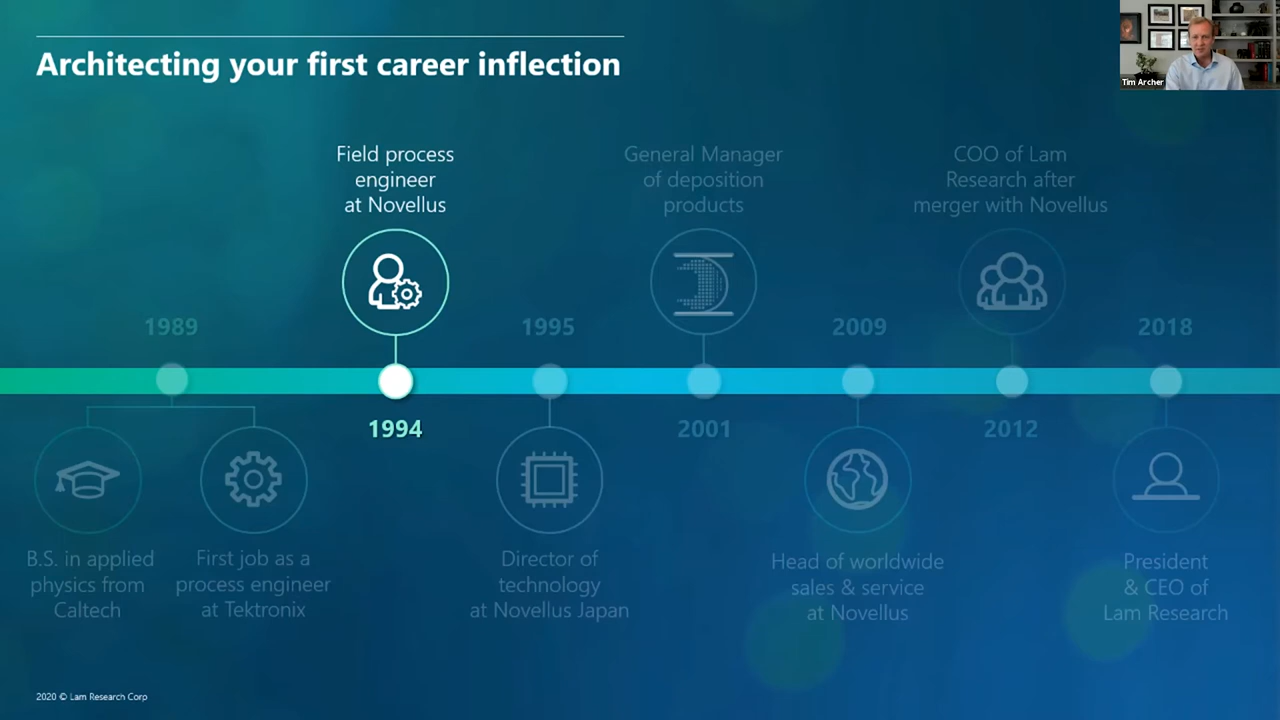 Architecting your first career inflection
Tim Archer
Field process
engineer
at Novellus
General Manager
of deposition
products
COO of Lam
Research after
merger with Novellus
1989
1995
2009
2018
1994
2001
2012
B.S. in applied
physics from
Caltech
First job as a
process engineer
at Tektronix
Director of
technology
at Novellus Japan
Head of worldwide
sales & service
at Novellus
President
& CEO of
Lam Research
2020 © Lam Research Corp